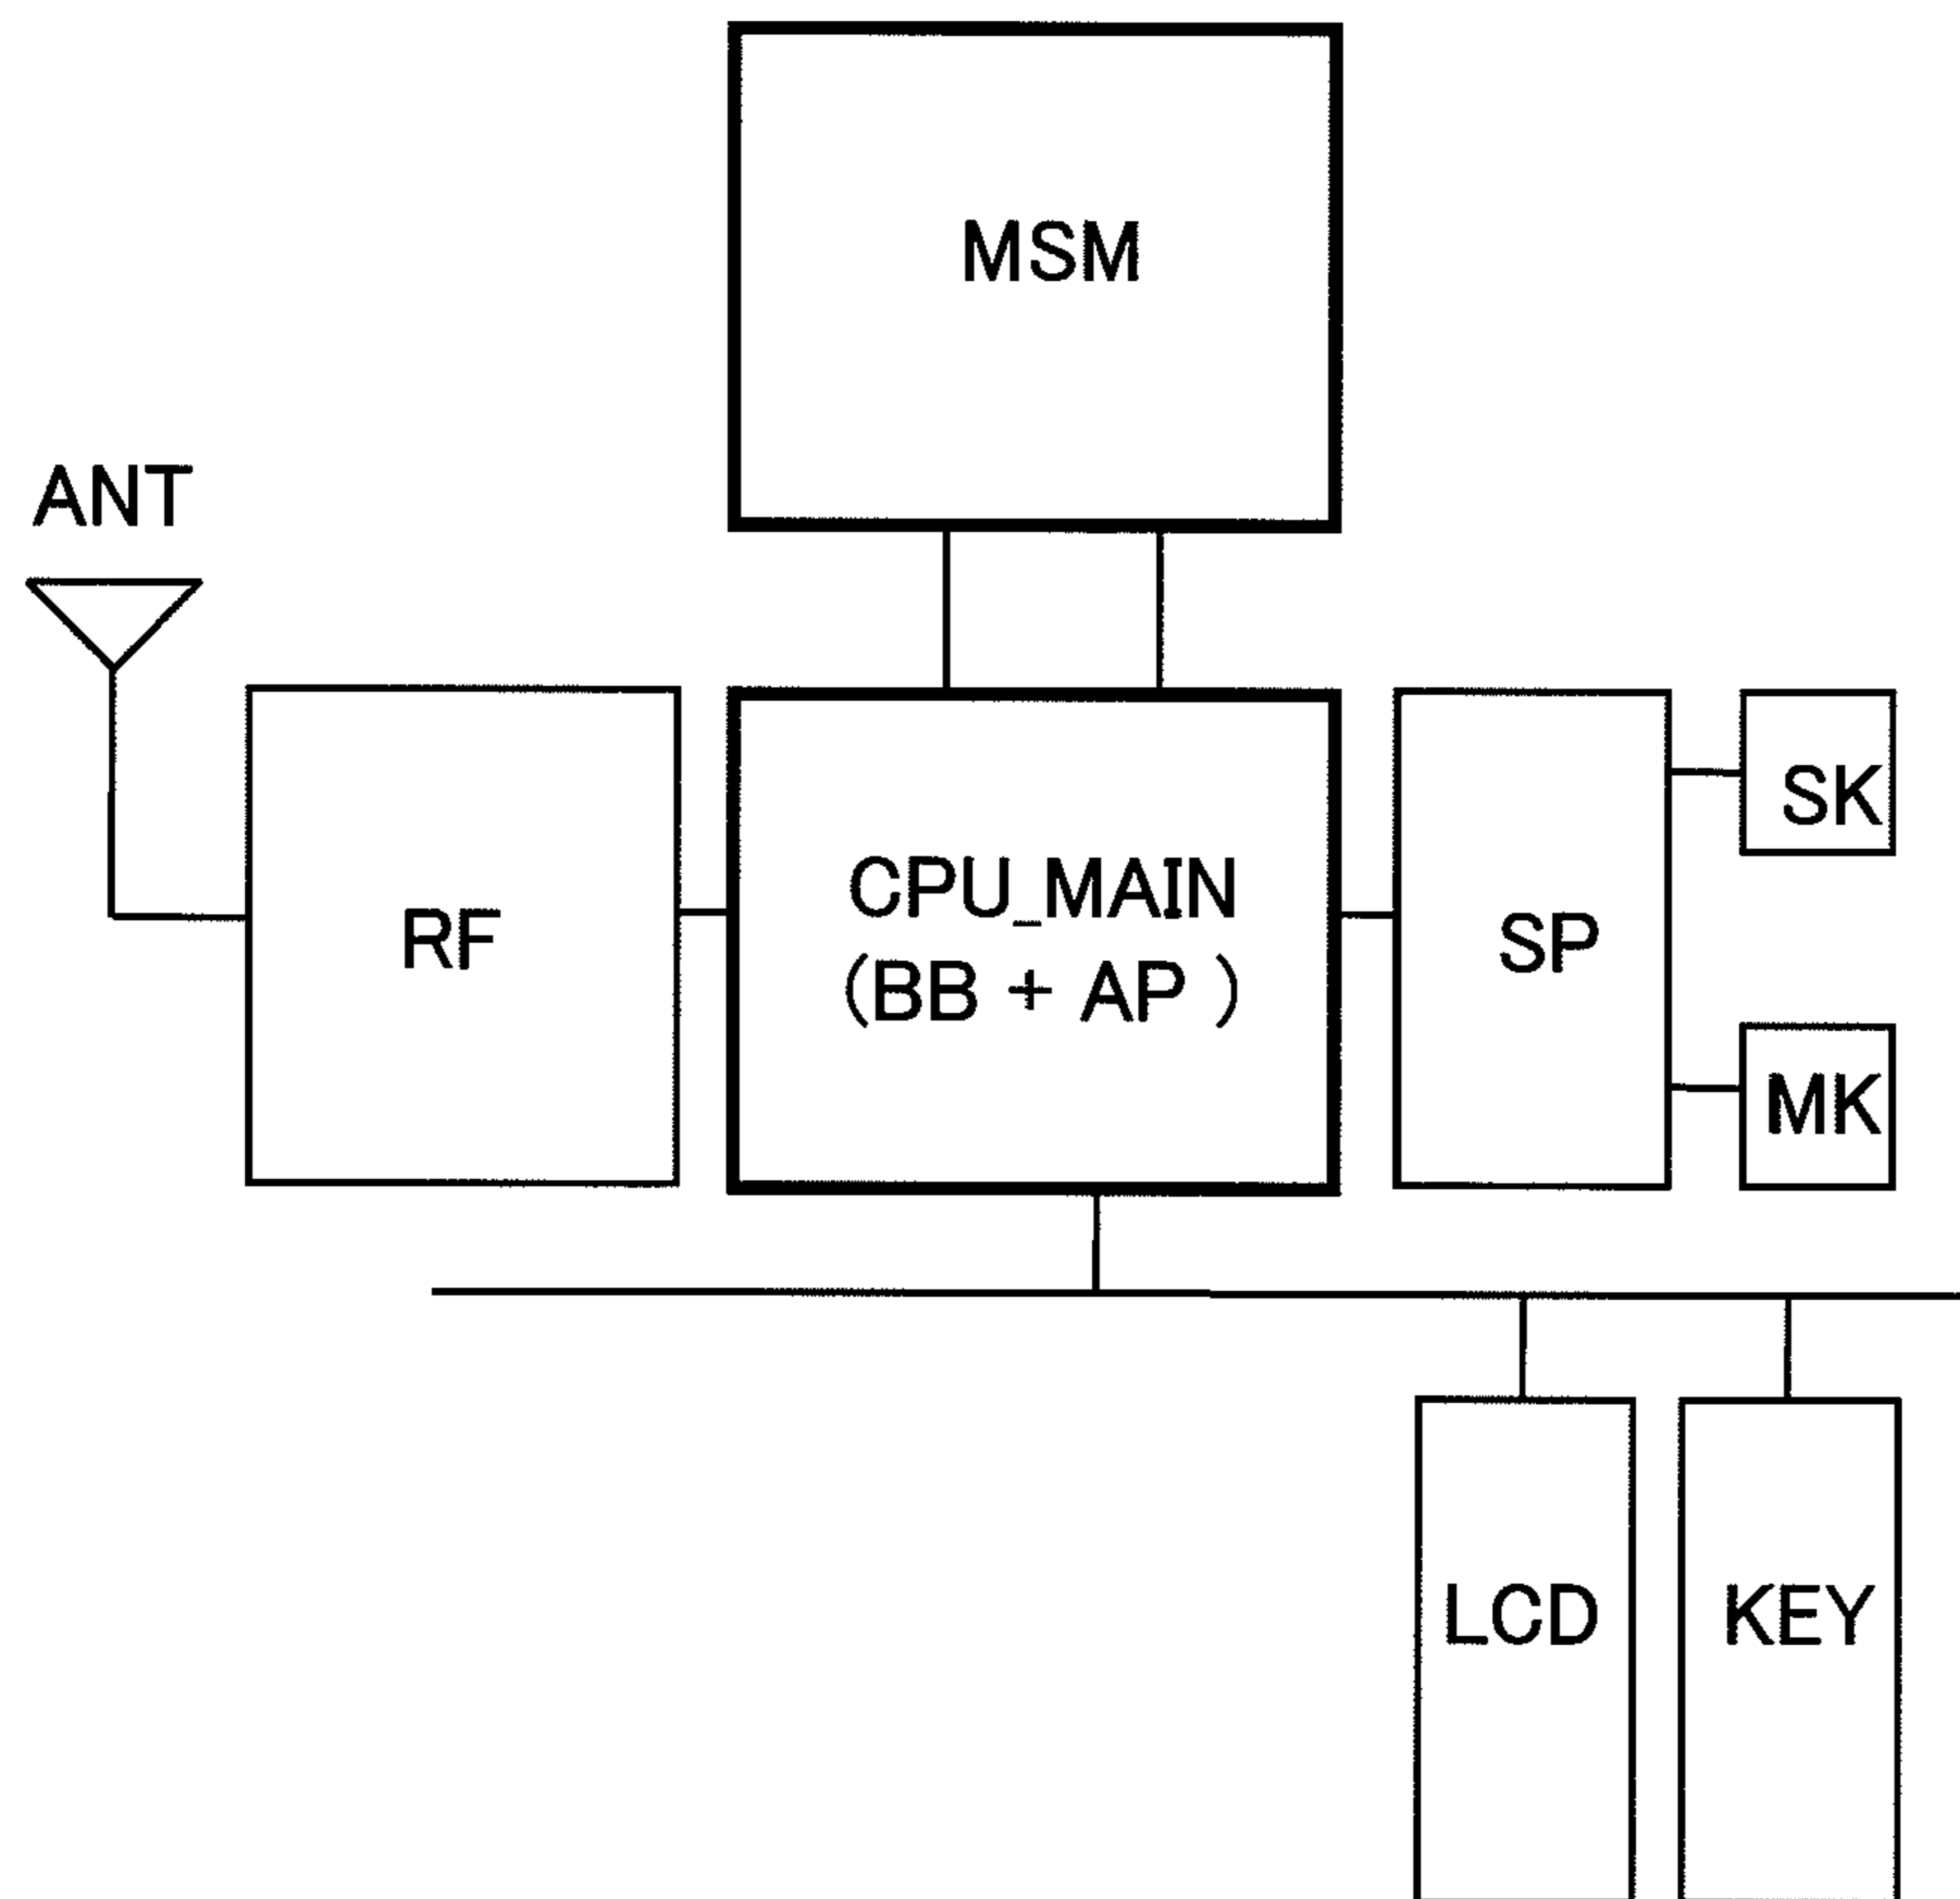 MSM
ANT
RF
CPU_MAIN
(BB + AP )
SP
SK
MK
LCD
KEY